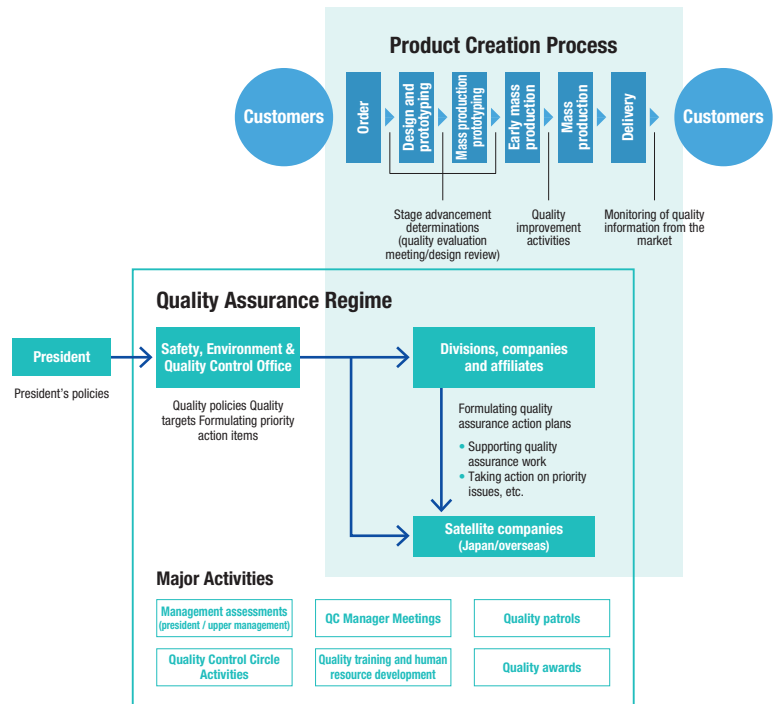 Product Creation Process
Customers
Order
Design and
prototyping
Mass production
prototyping
Early mass
production
Mass
production
Delivery
Customers
Stage advancement
determinations
(quality evaluation
meeting/design review)
Quality
improvement
activities
Monitoring of quality
information from the
market
Quality Assurance Regime
President
President's policies
Safety, Environment &
Quality Control Office
Quality policies Quality
targets Formulating priority
action items
Divisions, companies
and affiliates
Formulating quality
assurance action plans
• Supporting quality
assurance work
• Taking action on priority
issues, etc.
Satellite companies
(Japan/overseas)
Major Activities
Management assessments
(president / upper management)
QC Manager Meetings
Quality patrols
Quality Control Circle
Activities
Quality training and human
resource development
Quality awards